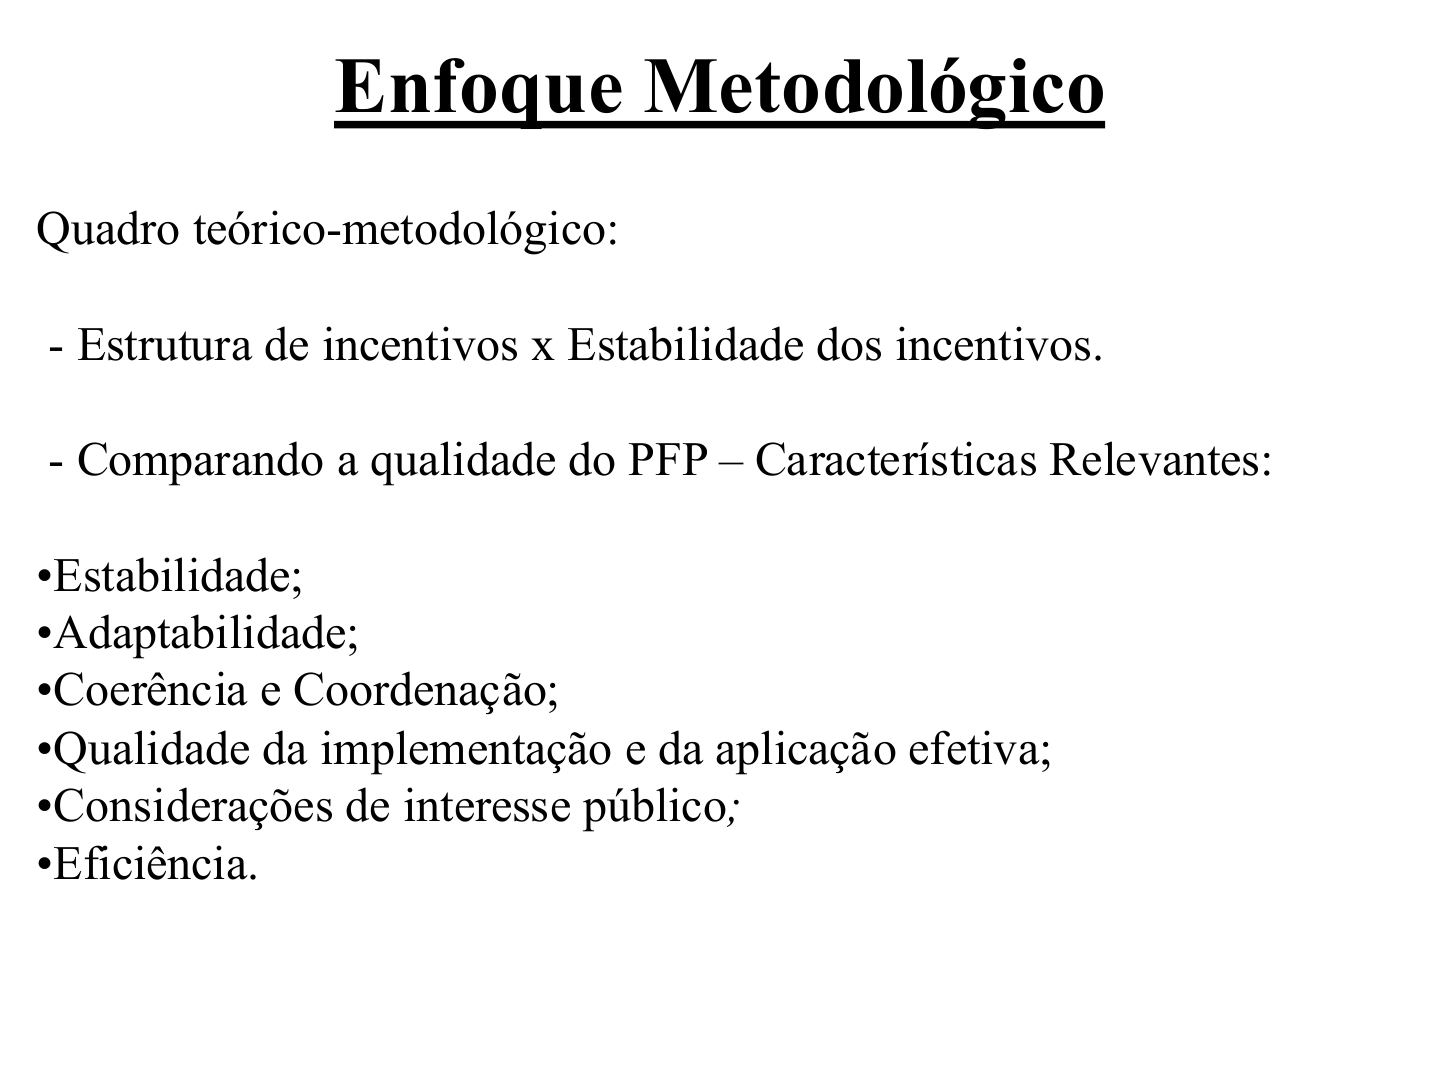 Enfoque Metodológico
Quadro teórico-metodológico:
- Estrutura de incentivos x Estabilidade dos incentivos.
- Comparando a qualidade do PFP – Características Relevantes:
•Estabilidade;
•Adaptabilidade;
•Coerência e Coordenação;
•Qualidade da implementação e da aplicação efetiva;
•Considerações de interesse público;
•Eficiência.